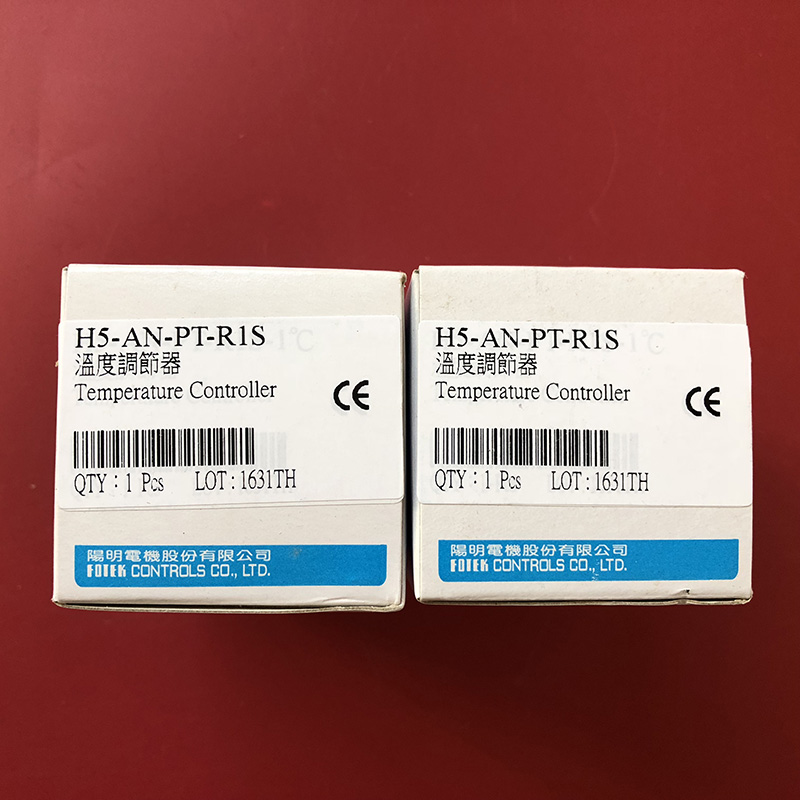 H5-AN-PT-R1S
溫度調節器
Temperature Controller
CE
QTY：1 Pcs LOT : 1631TH
陽明電機股份有限公司
FOTEK CONTROLS CO., LTD.
H5-AN-PT-R1S
溫度調節器
Temperature Controller
CE
QTY：1 Pcs LOT : 1631TH
陽明電機股份有限公司
FOTEK CONTROLS CO., LTD.